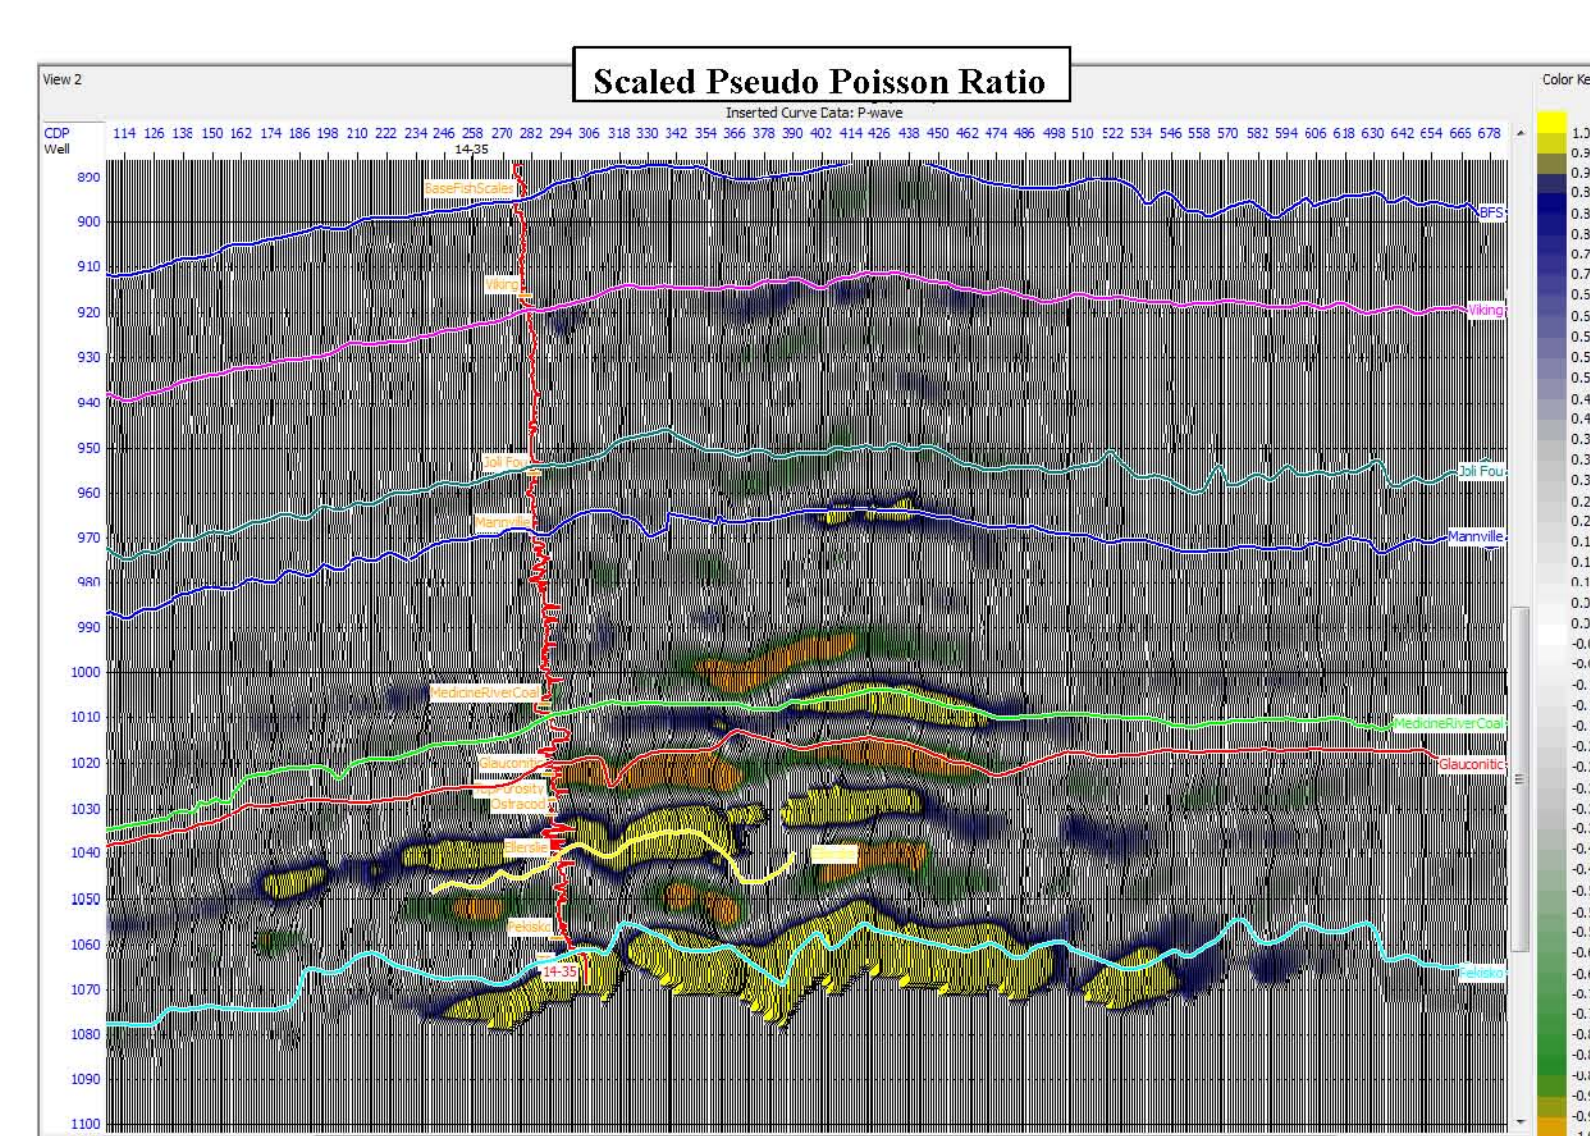 Scaled Pseudo Poisson Ratio
View 2
Color Ke
Inserted Curve Data: P-wave
CDP 114 126 138 150 162 174 186 198 210 222 234 246 258 270 282 294 306 318 330 342 354 366 378 390 402 414 426 438 450 462 474 486 498 510 522 534 546 558 570 582 594 606 618 630 642 654 665 678
Well 14-35
890
BaseFishScales
BFS
900
910
Viking
920
Viking
930
940
950
Joli Fou
Joli Fou
960
Mannville
970
Mannville
980
990
1000
MedicineRiverCoal
1010
MedicineRiverCoal
1020
Glauconitic
Glauconitic
1030
Ostracod
1040
Ellerslie
1050
Pekisko
1060
14-35
Pekisko
1070
1080
1090
1100